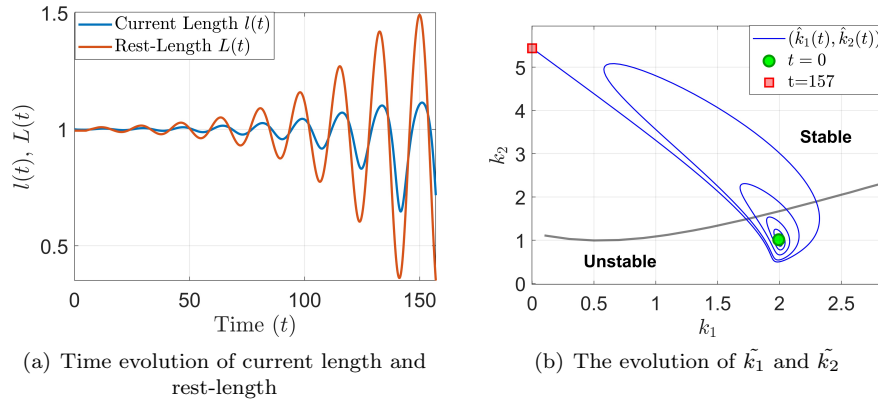 1.5
1
0.5
0
50
100
150
l(t), L(t)
Time (t)
Current Length l(t)
Rest-Length L(t)
(a) Time evolution of current length and
rest-length
5
4
3
2
1
0
0
0.5
1
1.5
2
2.5
k₂
k₁
(k̂₁(t), k̂₂(t))
t = 0
t=157
Stable
Unstable
(b) The evolution of k̃₁ and k̃₂